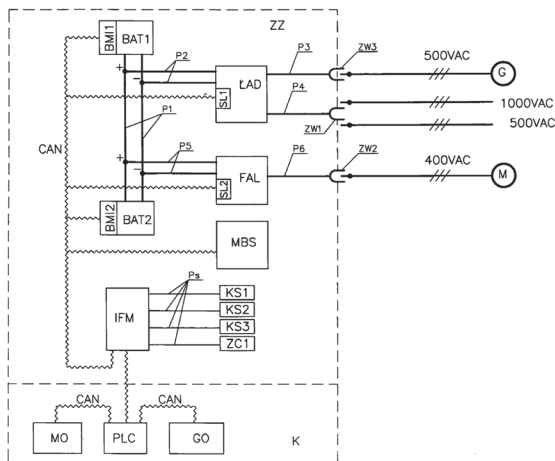 ZZ
BMI1 BAT1
P2
P3
ZW3
500VAC
G
+ −
SL1
ŁAD
P4
1000VAC
P1
ZW1
500VAC
CAN
P5
P6
ZW2
400VAC
+ −
SL2
FAL
M
BMI2 BAT2
MBS
Ps
IFM
KS1
KS2
KS3
ZC1
CAN
CAN
MO
PLC
GO
K